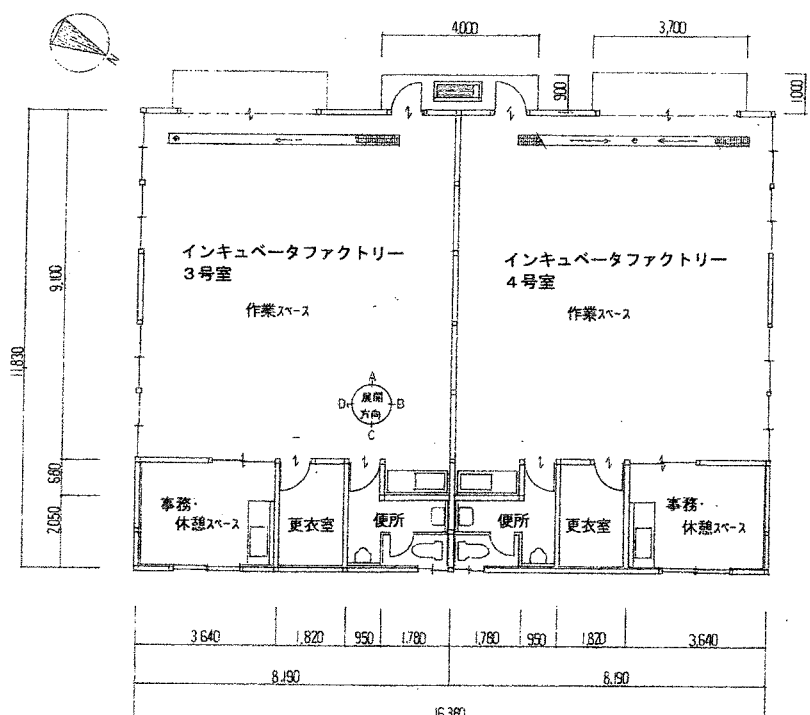 4,000
3,700
900
1,000
N
インキュベータファクトリー
3号室
インキュベータファクトリー
4号室
作業スペース
作業スペース
9,100
11,830
A
D
展開
方向
B
C
680
2,050
事務・
休憩スペース
更衣室
便所
便所
更衣室
事務・
休憩スペース
3,640
1,820
950
1,780
1,780
950
1,820
3,640
8,190
8,190
16,380